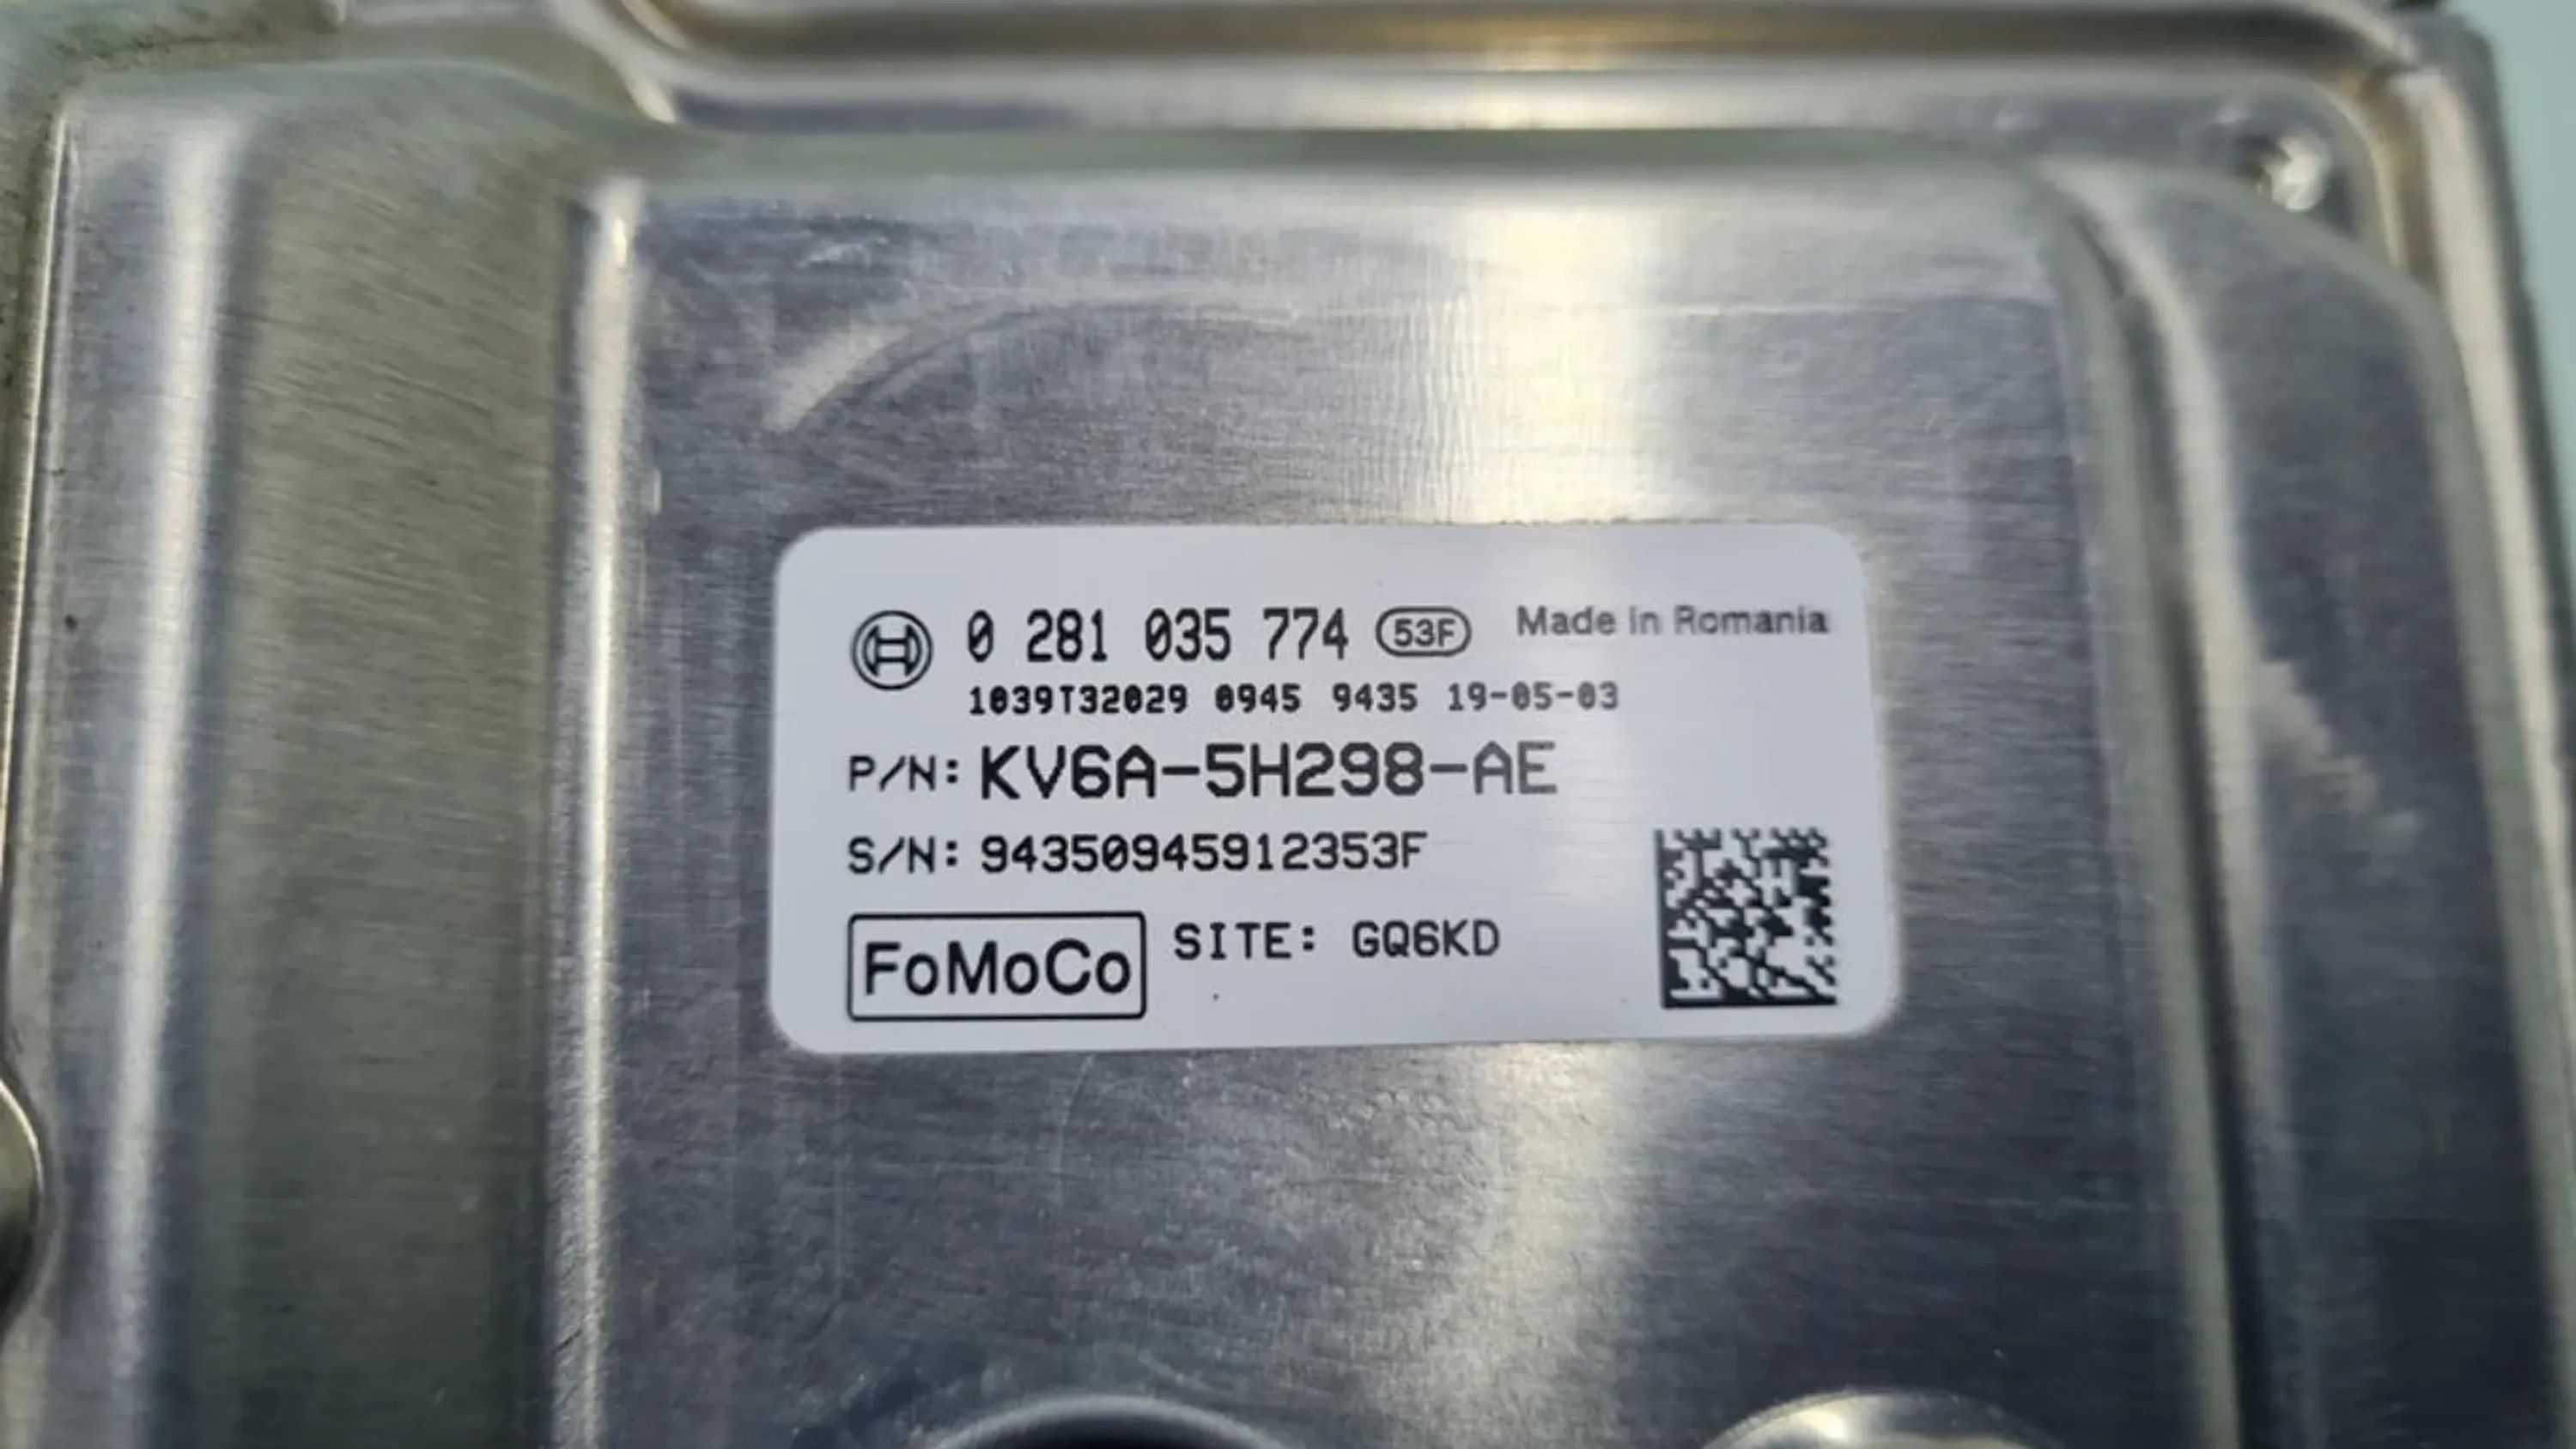 0 281 035 774 53F Made in Romania
1039T32029 0945 9435 19-05-03
P/N: KV6A-5H298-AE
S/N: 94350945912353F
FoMoCo SITE: GQ6KD